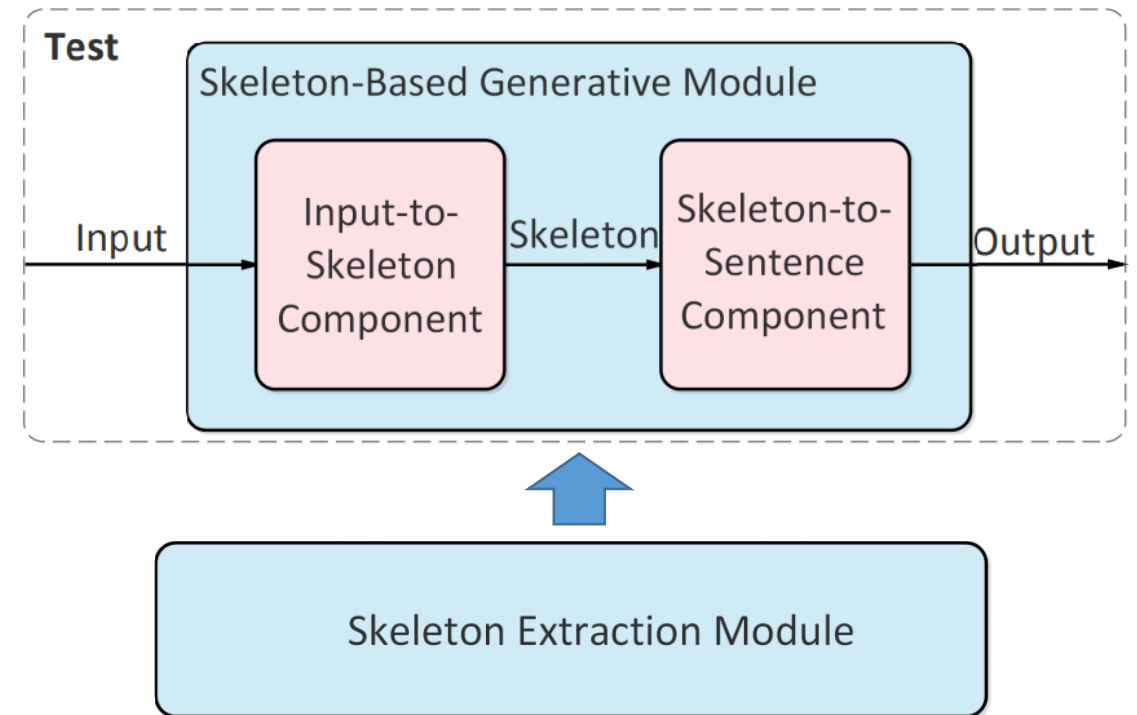 Test
Skeleton-Based Generative Module
Input
Input-to-
Skeleton
Component
Skeleton
Skeleton-to-
Sentence
Component
Output
Skeleton Extraction Module